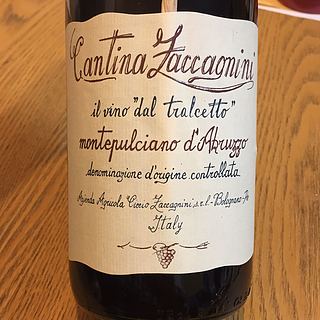 Cantina Zaccagnini
il vino "dal tralcetto"
montepulciano d'Abruzzo
denominazione d'origine controllata
Azienda Agricola "Ciccio Zaccagnini, s.r.l. - Bolognano - Pe
Italy